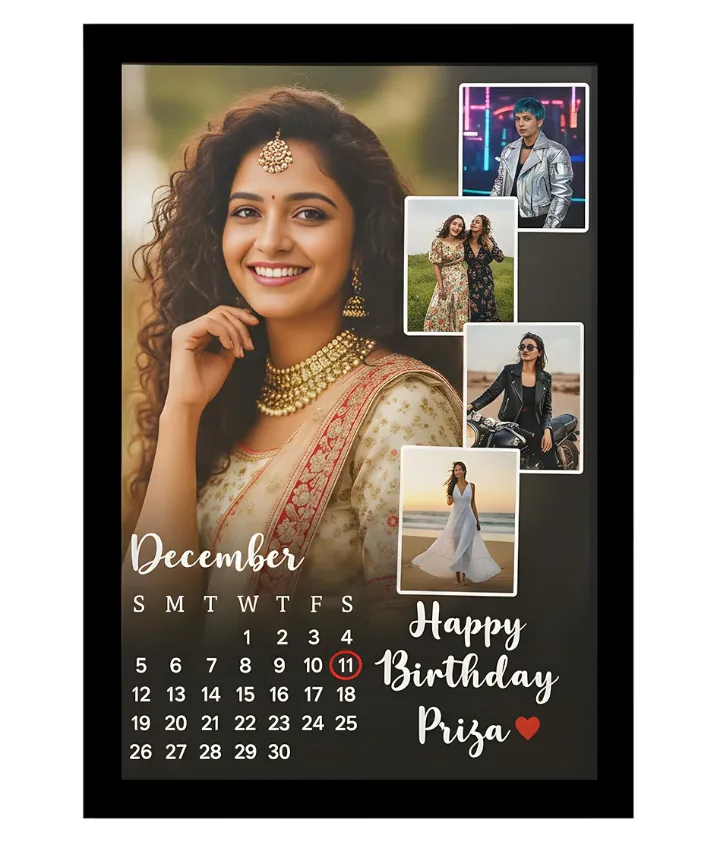 December
S M T W T F S
1 2 3 4
5 6 7 8 9 10 11
12 13 14 15 16 17 18
19 20 21 22 23 24 25
26 27 28 29 30
Happy
Birthday
Priza